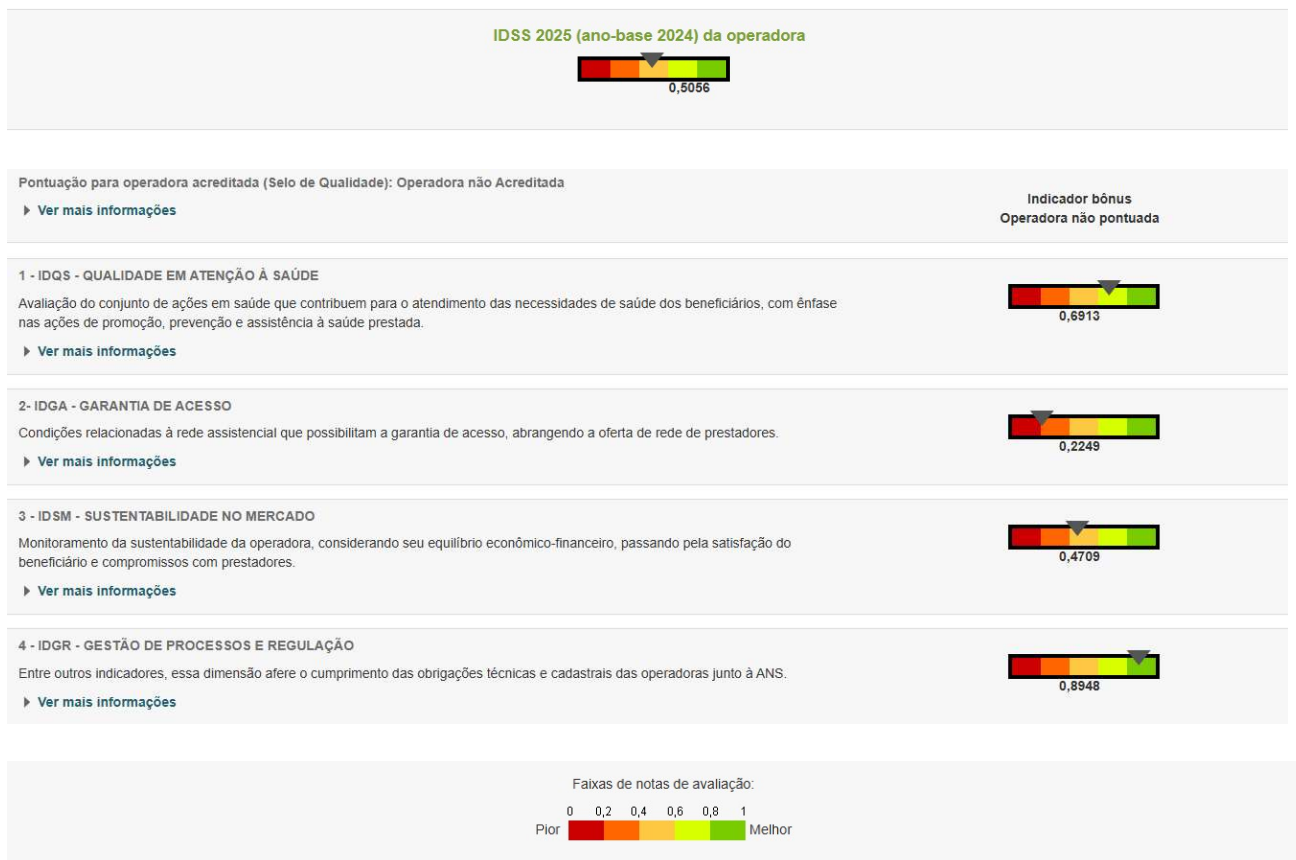 IDSS 2025 (ano-base 2024) da operadora
0,5056
Pontuação para operadora acreditada (Selo de Qualidade): Operadora não Acreditada
Ver mais informações
Indicador bônus
Operadora não pontuada
1 - IDQS - QUALIDADE EM ATENÇÃO À SAÚDE
Avaliação do conjunto de ações em saúde que contribuem para o atendimento das necessidades de saúde dos beneficiários, com ênfase
nas ações de promoção, prevenção e assistência à saúde prestada.
Ver mais informações
0,6913
2- IDGA - GARANTIA DE ACESSO
Condições relacionadas à rede assistencial que possibilitam a garantia de acesso, abrangendo a oferta de rede de prestadores.
Ver mais informações
0,2249
3 - IDSM - SUSTENTABILIDADE NO MERCADO
Monitoramento da sustentabilidade da operadora, considerando seu equilíbrio econômico-financeiro, passando pela satisfação do
beneficiário e compromissos com prestadores.
Ver mais informações
0,4709
4 - IDGR - GESTÃO DE PROCESSOS E REGULAÇÃO
Entre outros indicadores, essa dimensão afere o cumprimento das obrigações técnicas e cadastrais das operadoras junto à ANS.
Ver mais informações
0,8948
Faixas de notas de avaliação:
0 0,2 0,4 0,6 0,8 1
Pior Melhor